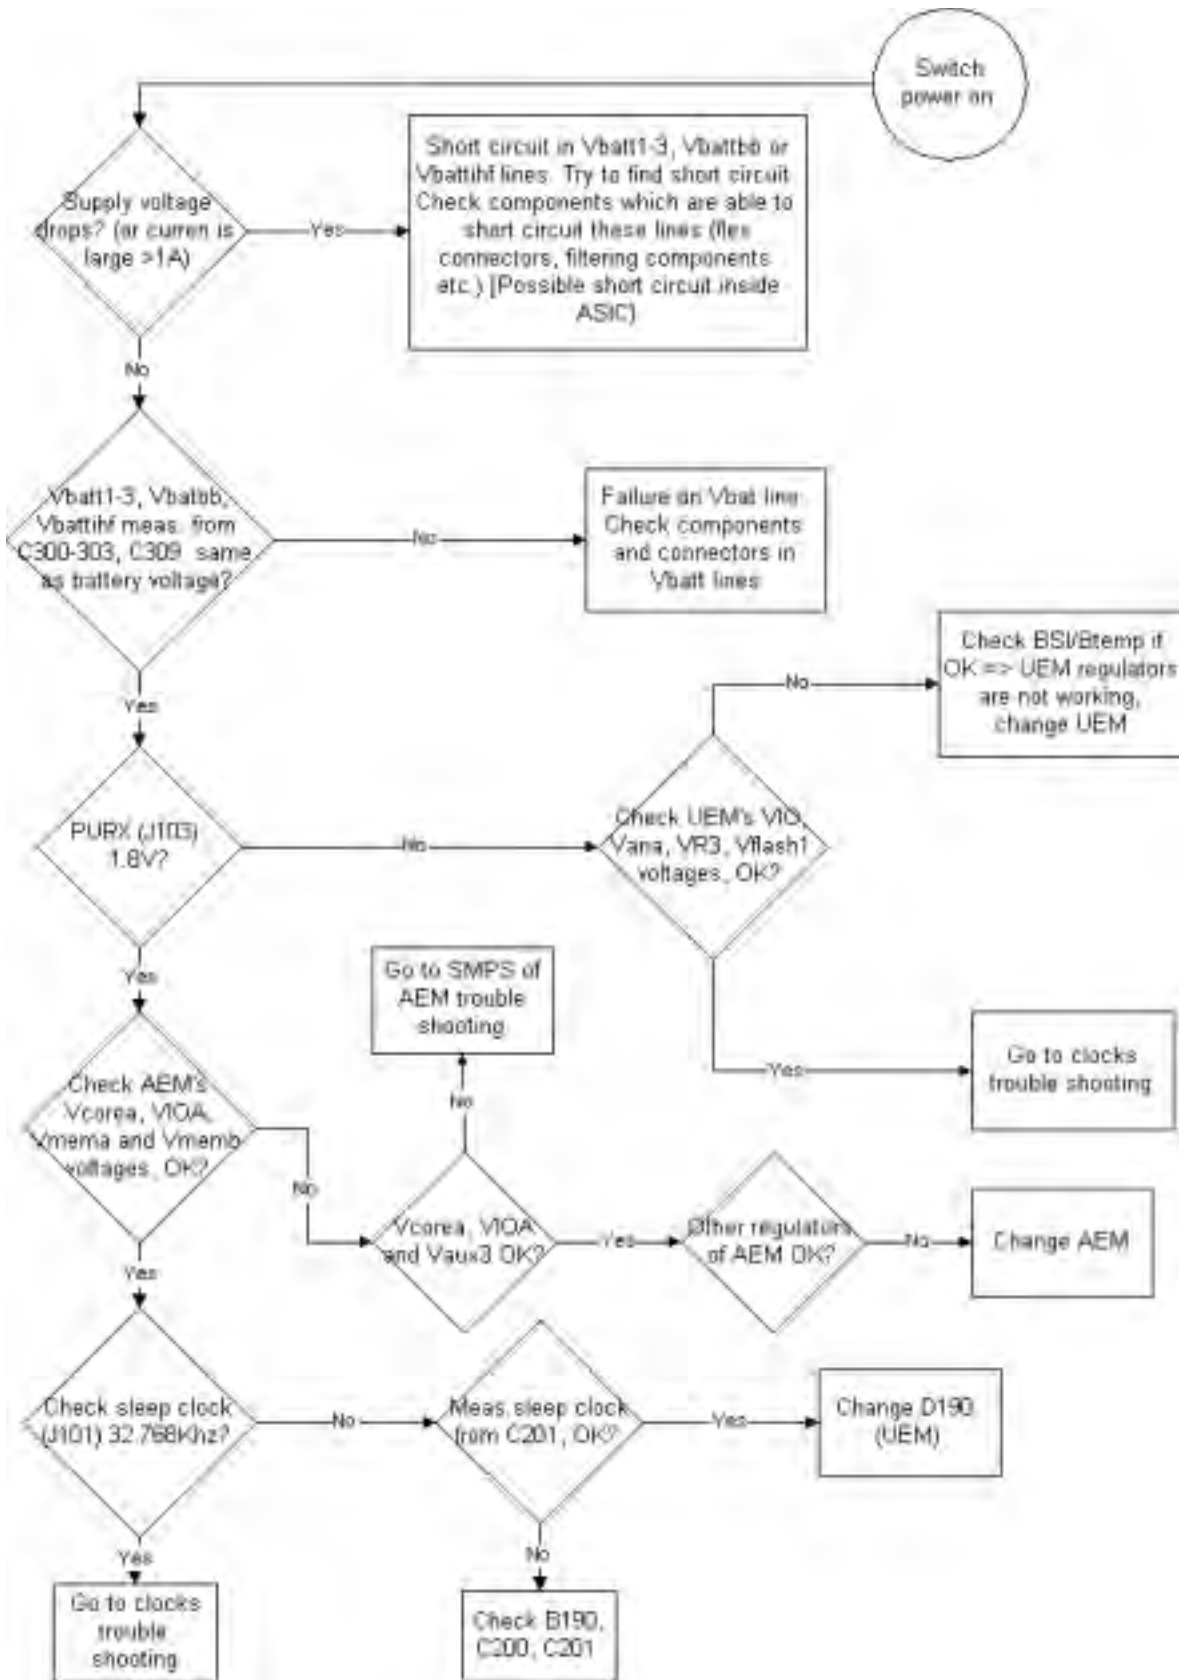 Switch
power on
Supply voltage
drops? (or curren is
large >1A)
Yes
Short circuit in Vbatt1-3, Vbattbb or
Vbattihf lines. Try to find short circuit
Check components which are able to
short circuit these lines (flex
connectors, filtering components
etc.) [Possible short circuit inside
ASIC]
No
Vbatt1-3, Vbatbb,
Vbattihf meas. from
C300-303, C309 same
as battery voltage?
No
Failure on Vbat line.
Check components
and connectors in
Vbatt lines
Yes
Check BSI/Btemp if
OK => UEM regulators
are not working,
change UEM
No
PURX (J103)
1.8V?
No
Check UEM's VIO,
Vana, VR3, Vflash1
voltages, OK?
Yes
Go to SMPS of
AEM trouble
shooting
Yes
Go to clocks
trouble shooting
Check AEM's
Vcorea, VIOA,
Vmema and Vmemb
voltages, OK?
No
No
Vcorea, VIOA
and Vaux3 OK?
Yes
Other regulators
of AEM OK?
No
Change AEM
Yes
Check sleep clock
(J101) 32.768Khz?
No
Meas. sleep clock
from C201, OK?
Yes
Change D190
(UEM)
Yes
No
Go to clocks
trouble
shooting
Check B190,
C200, C201